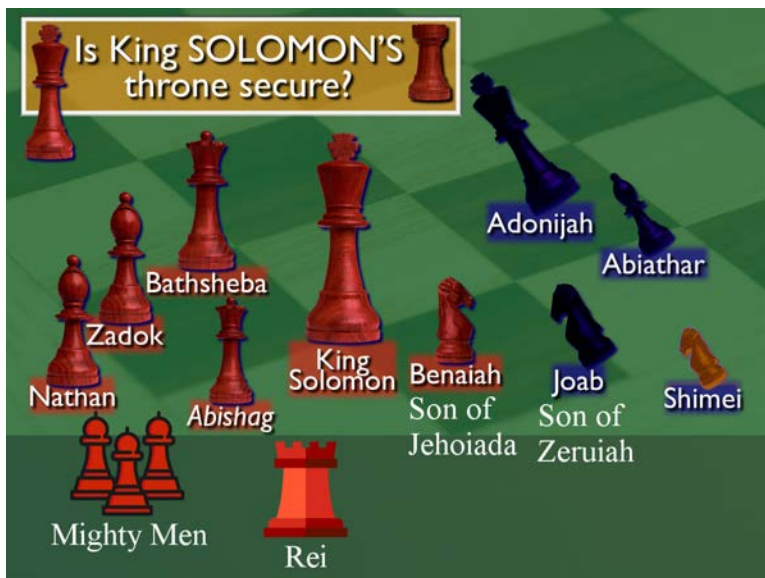 Is King SOLOMON'S
throne secure?
Adonijah
Abiathar
Bathsheba
Zadok
King
Solomon
Benaiah
Joab
Shimei
Nathan
Abishag
Son of
Jehoiada
Son of
Zeruiah
Mighty Men
Rei